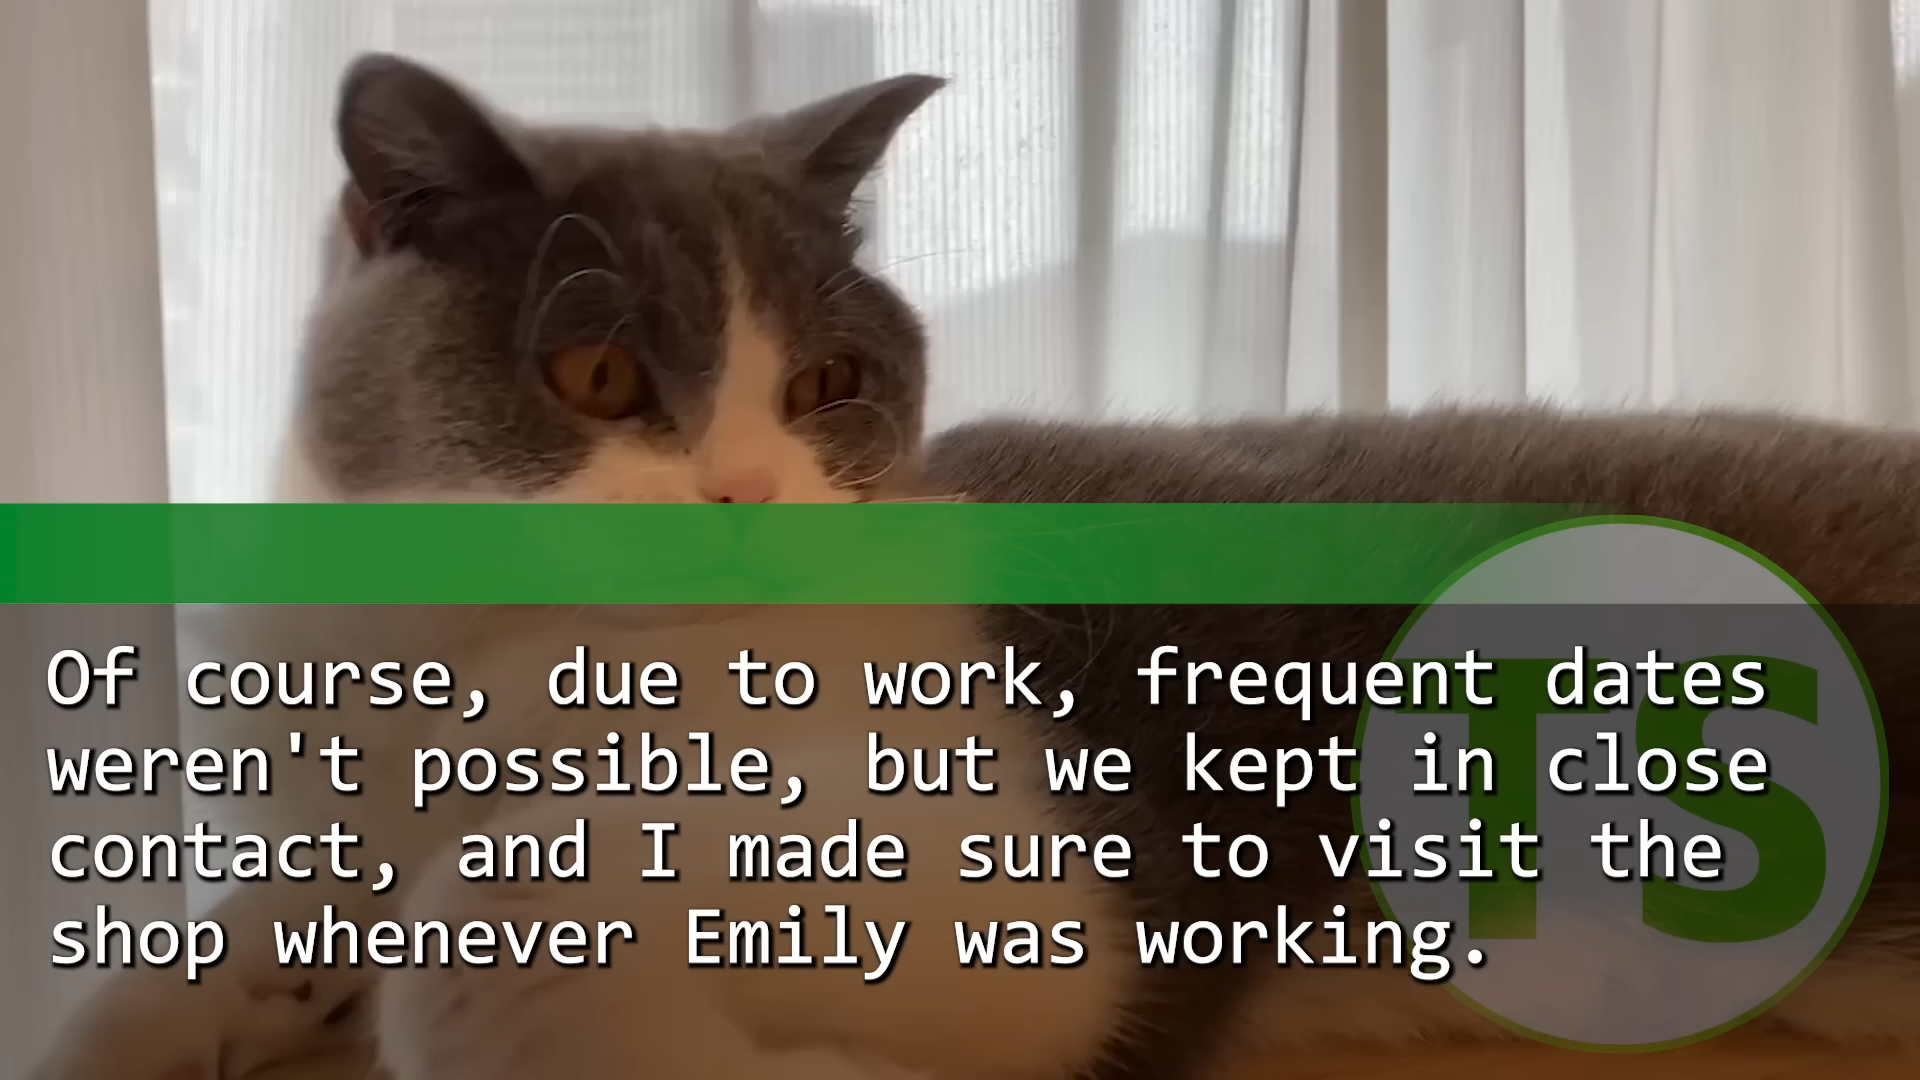 Of course, due to work, frequent dates
weren't possible, but we kept in close
contact, and I made sure to visit the
shop whenever Emily was working.
TS